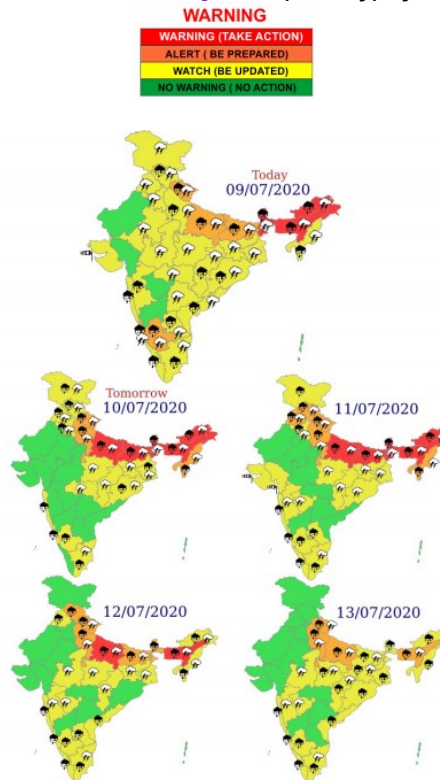 WARNING
WARNING (TAKE ACTION)
ALERT ( BE PREPARED)
WATCH (BE UPDATED)
NO WARNING ( NO ACTION)
Today
09/07/2020
Tomorrow
10/07/2020
11/07/2020
12/07/2020
13/07/2020